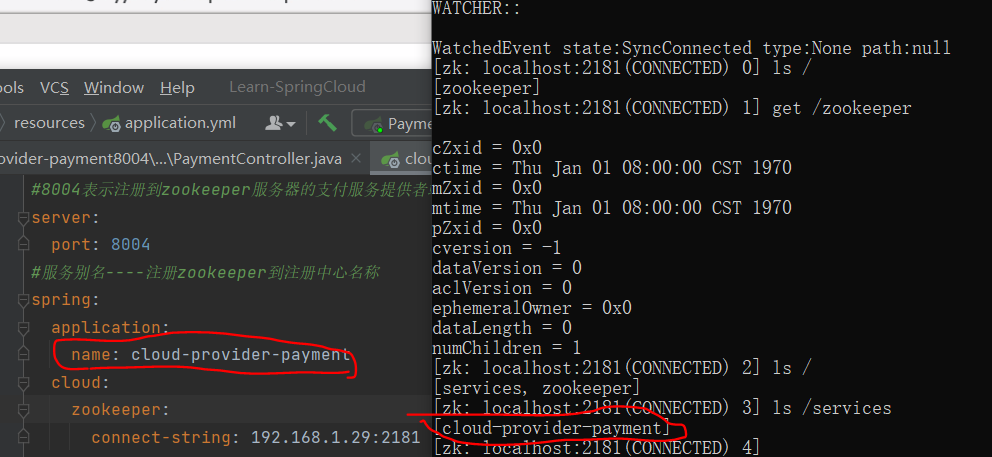 ools VCS Window Help Learn-SpringCloud
resources application.yml Payme
ovider-payment8004\...\PaymentController.java × clou
#8004表示注册到zookeeper服务器的支付服务提供者
server:
port: 8004
#服务别名----注册zookeeper到注册中心名称
spring:
application:
name: cloud-provider-payment
cloud:
zookeeper:
connect-string: 192.168.1.29:2181
WATCHER::
WatchedEvent state:SyncConnected type:None path:null
[zk: localhost:2181(CONNECTED) 0] ls /
[zookeeper]
[zk: localhost:2181(CONNECTED) 1] get /zookeeper
cZxid = 0x0
ctime = Thu Jan 01 08:00:00 CST 1970
mZxid = 0x0
mtime = Thu Jan 01 08:00:00 CST 1970
pZxid = 0x0
cversion = -1
dataVersion = 0
aclVersion = 0
ephemeralOwner = 0x0
dataLength = 0
numChildren = 1
[zk: localhost:2181(CONNECTED) 2] ls /
[services, zookeeper]
[zk: localhost:2181(CONNECTED) 3] ls /services
[cloud-provider-payment]
[zk: localhost:2181(CONNECTED) 4]